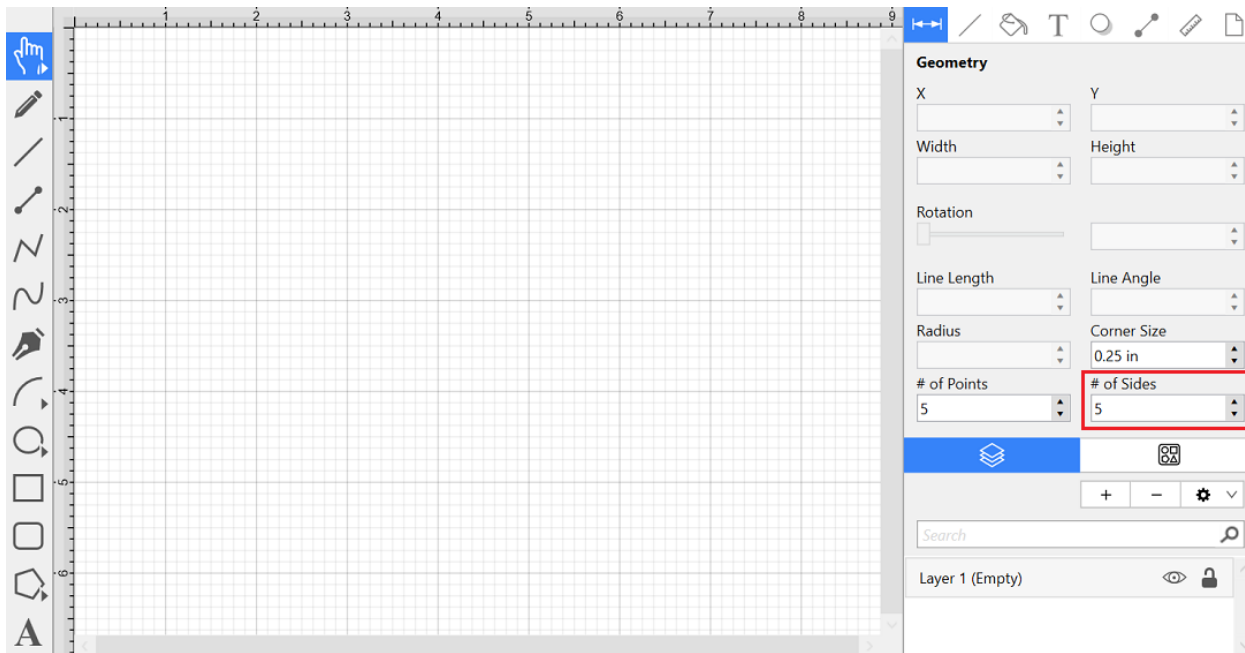 1 2 3 4 5 6 7 8 9
1
2
3
4
5
6
T
A
Geometry
X Y
Width Height
Rotation
Line Length Line Angle
Radius Corner Size
0.25 in
# of Points # of Sides
5 5
+ −
Search
Layer 1 (Empty)